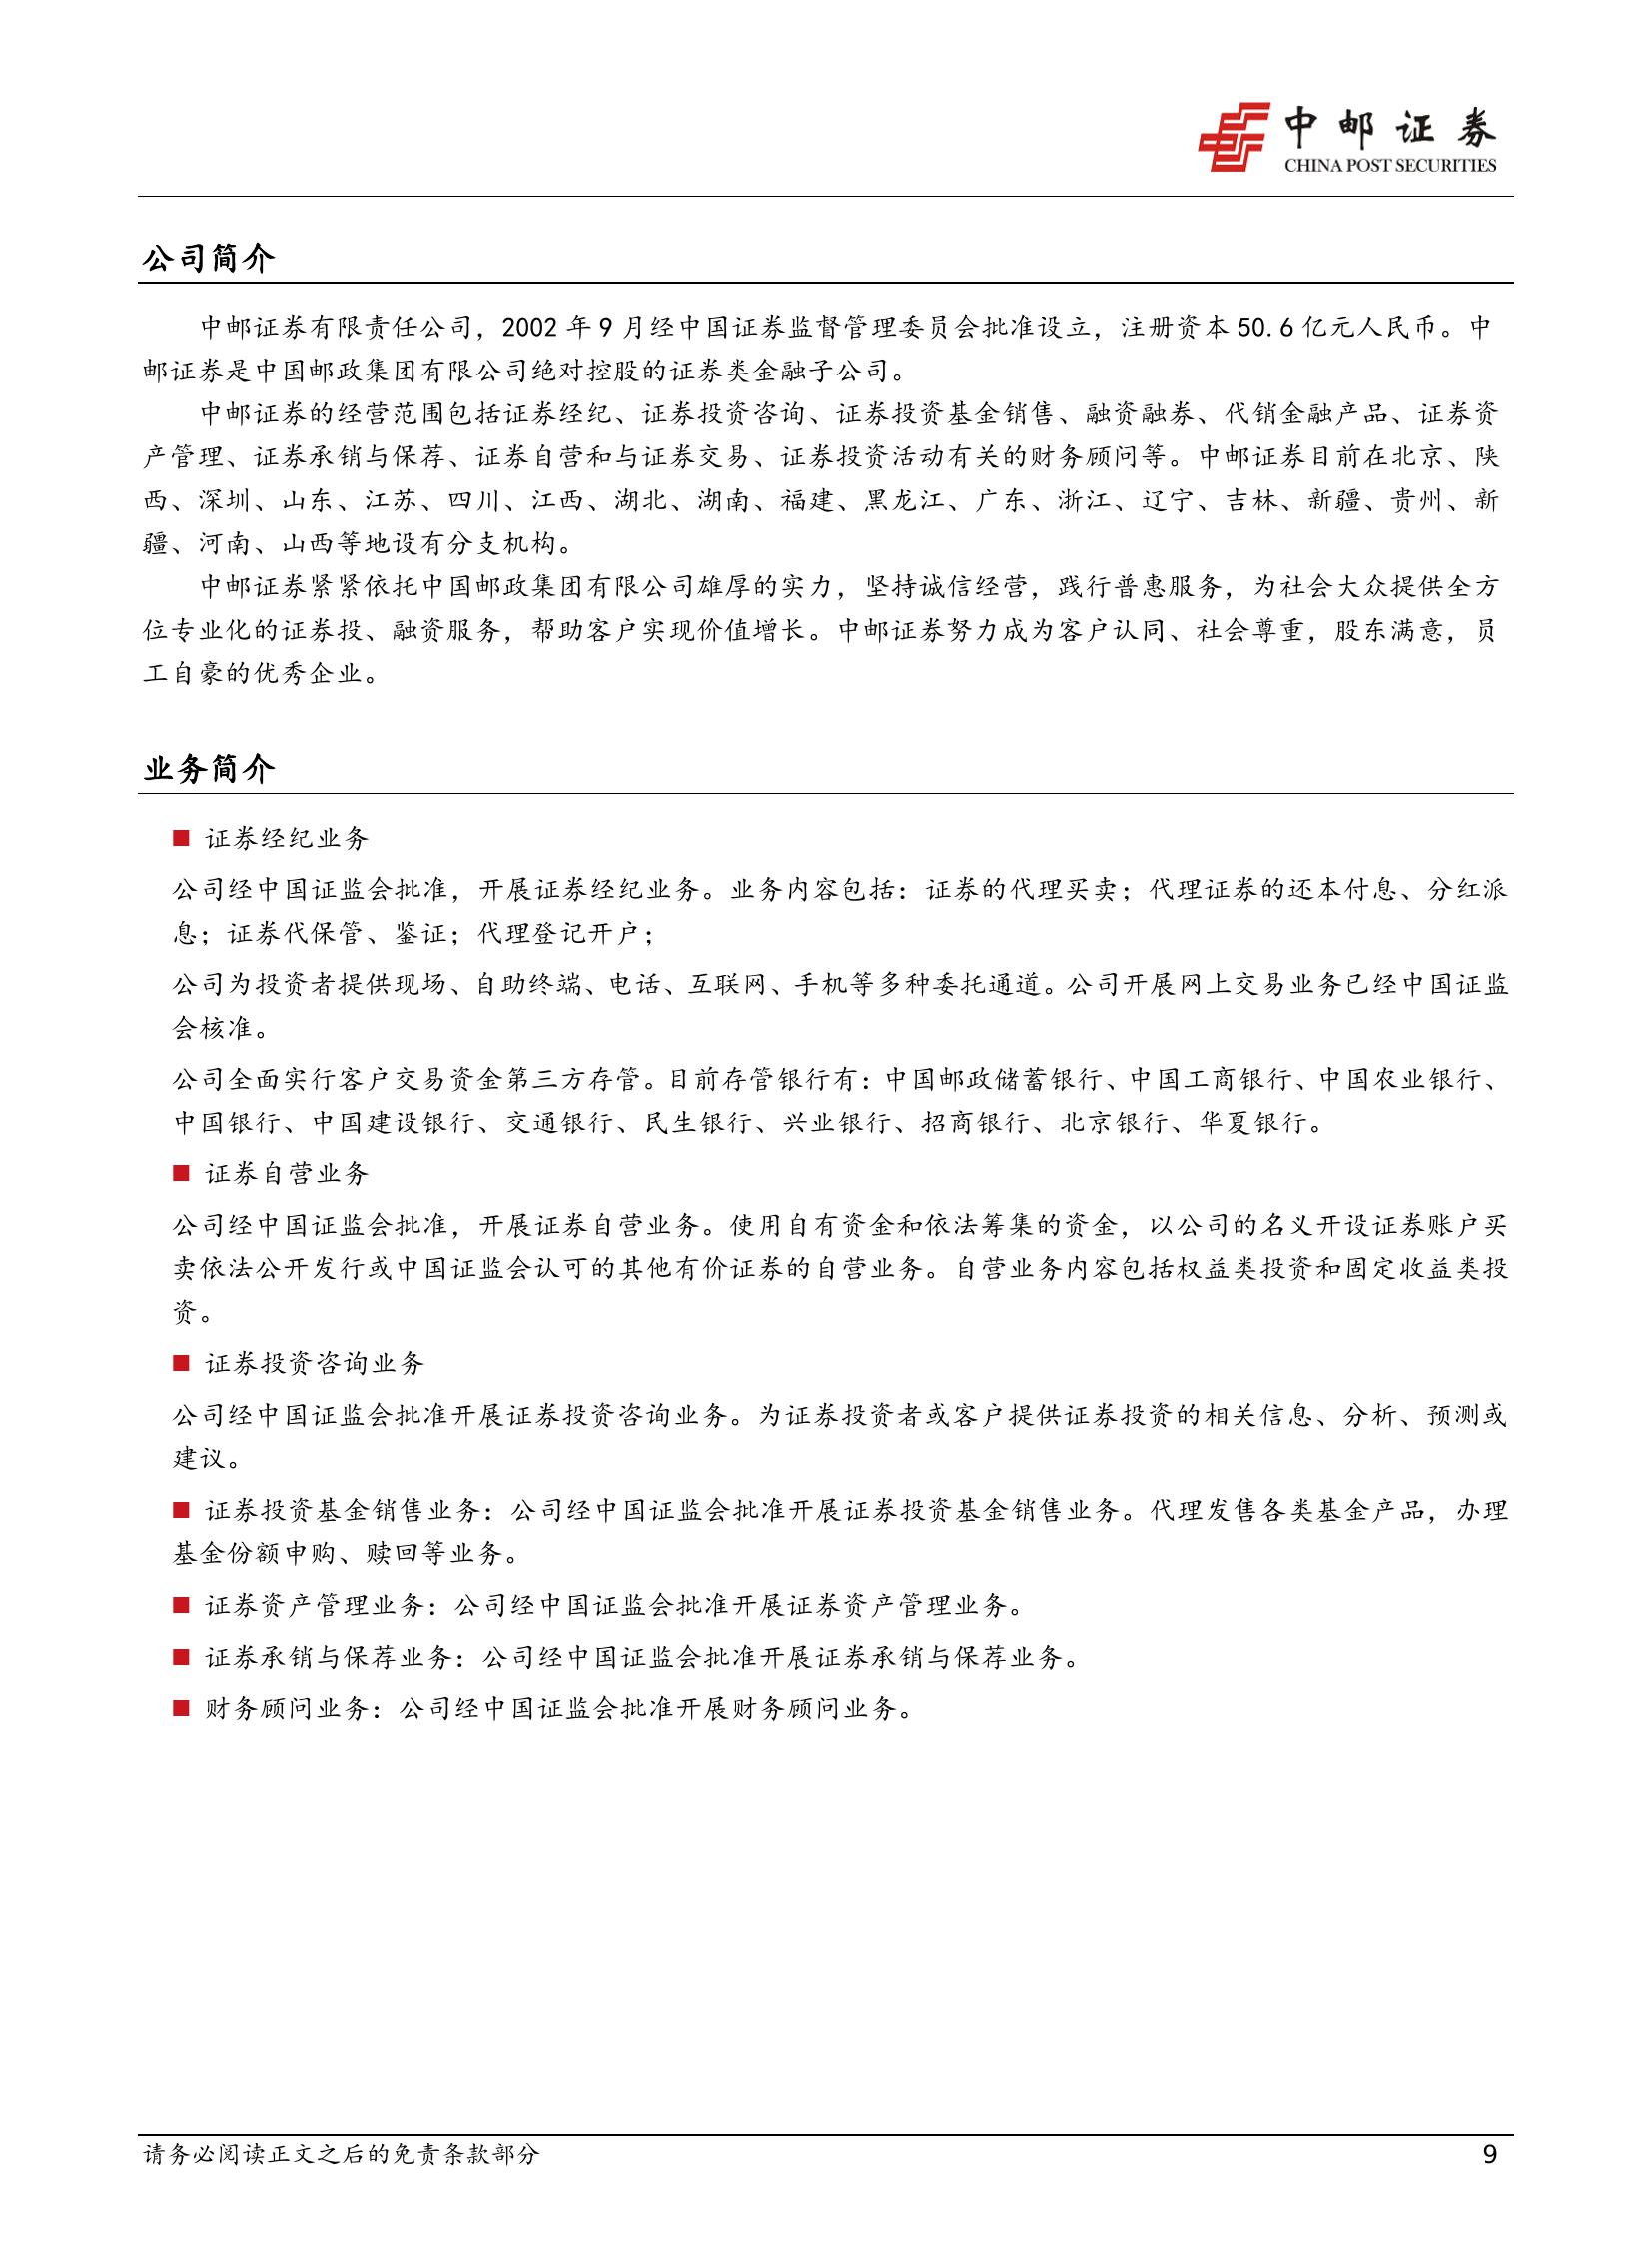 中邮证券
CHINA POST SECURITIES
公司简介
中邮证券有限责任公司，2002 年 9 月经中国证券监督管理委员会批准设立，注册资本 50.6 亿元人民币。中
邮证券是中国邮政集团有限公司绝对控股的证券类金融子公司。
中邮证券的经营范围包括证券经纪、证券投资咨询、证券投资基金销售、融资融券、代销金融产品、证券资
产管理、证券承销与保荐、证券自营和与证券交易、证券投资活动有关的财务顾问等。中邮证券目前在北京、陕
西、深圳、山东、江苏、四川、江西、湖北、湖南、福建、黑龙江、广东、浙江、辽宁、吉林、新疆、贵州、新
疆、河南、山西等地设有分支机构。
中邮证券紧紧依托中国邮政集团有限公司雄厚的实力，坚持诚信经营，践行普惠服务，为社会大众提供全方
位专业化的证券投、融资服务，帮助客户实现价值增长。中邮证券努力成为客户认同、社会尊重，股东满意，员
工自豪的优秀企业。
业务简介
■ 证券经纪业务
公司经中国证监会批准，开展证券经纪业务。业务内容包括：证券的代理买卖；代理证券的还本付息、分红派
息；证券代保管、鉴证；代理登记开户；
公司为投资者提供现场、自助终端、电话、互联网、手机等多种委托通道。公司开展网上交易业务已经中国证监
会核准。
公司全面实行客户交易资金第三方存管。目前存管银行有：中国邮政储蓄银行、中国工商银行、中国农业银行、
中国银行、中国建设银行、交通银行、民生银行、兴业银行、招商银行、北京银行、华夏银行。
■ 证券自营业务
公司经中国证监会批准，开展证券自营业务。使用自有资金和依法筹集的资金，以公司的名义开设证券账户买
卖依法公开发行或中国证监会认可的其他有价证券的自营业务。自营业务内容包括权益类投资和固定收益类投
资。
■ 证券投资咨询业务
公司经中国证监会批准开展证券投资咨询业务。为证券投资者或客户提供证券投资的相关信息、分析、预测或
建议。
■ 证券投资基金销售业务：公司经中国证监会批准开展证券投资基金销售业务。代理发售各类基金产品，办理
基金份额申购、赎回等业务。
■ 证券资产管理业务：公司经中国证监会批准开展证券资产管理业务。
■ 证券承销与保荐业务：公司经中国证监会批准开展证券承销与保荐业务。
■ 财务顾问业务：公司经中国证监会批准开展财务顾问业务。
请务必阅读正文之后的免责条款部分
9